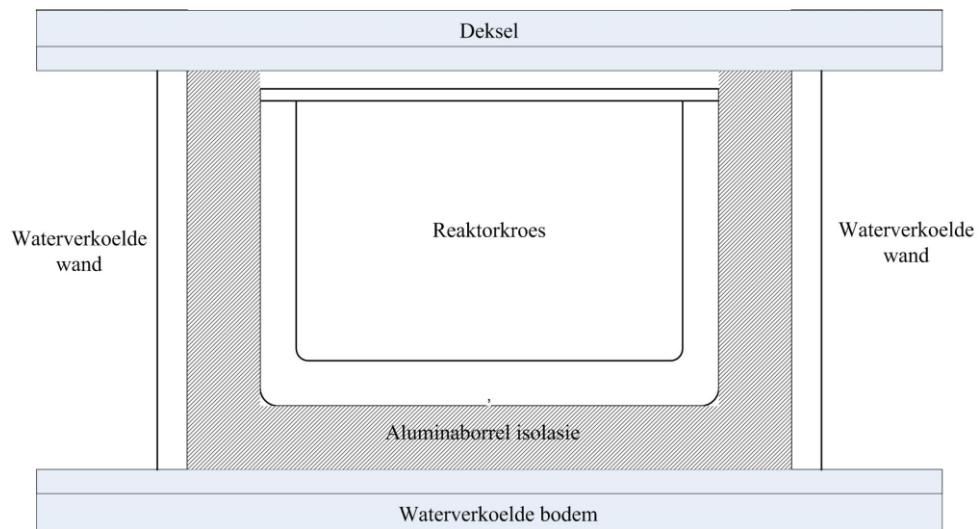 Deksel
Reaktorkroes
Waterverkoelde
wand
Waterverkoelde
wand
Aluminaborrel isolasie
Waterverkoelde bodem